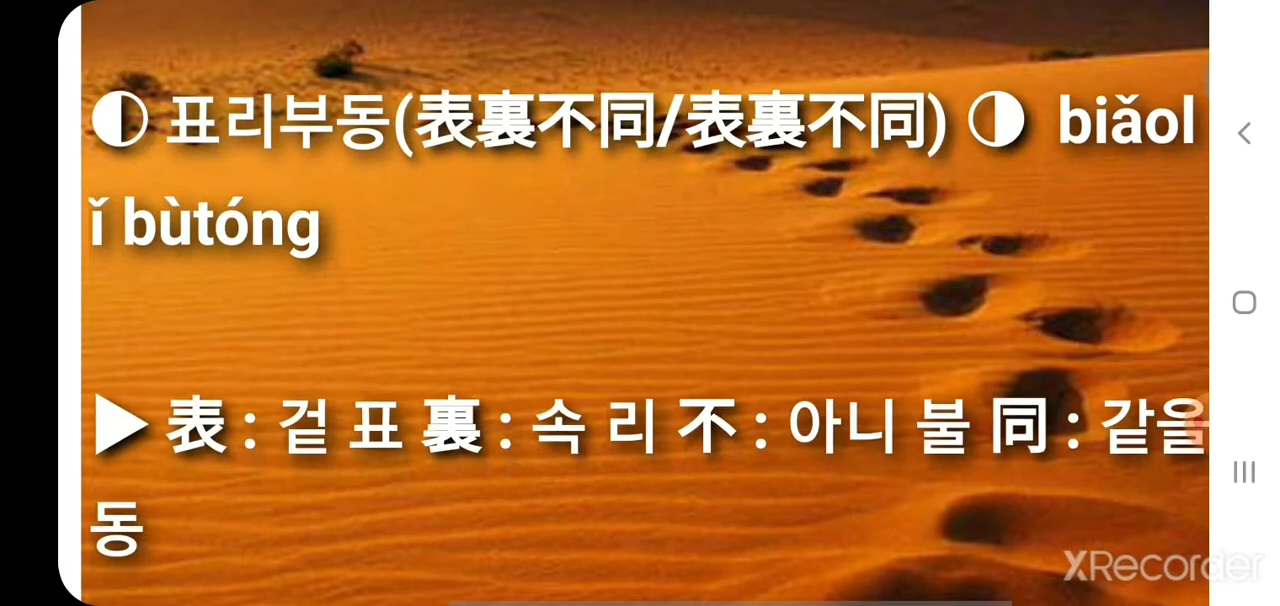 ◐ 표리부동(表裏不同/表裏不同) ◑ biǎol
ǐ bùtóng
▶ 表 : 겉 표 裏 : 속 리 不 : 아니 불 同 : 같을
동
XRecorder